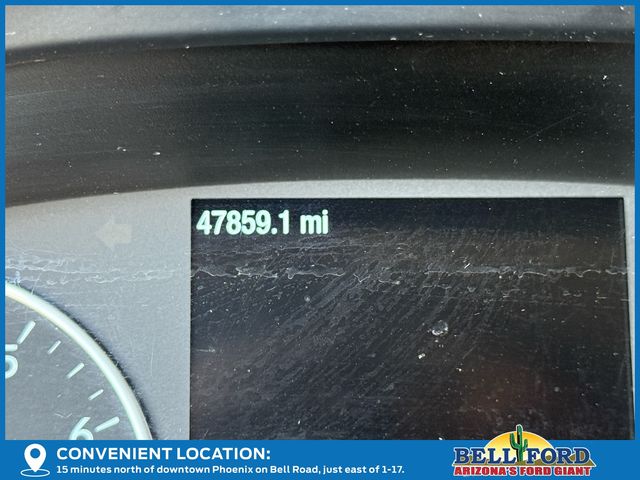 47859.1 mi
5
6
CONVENIENT LOCATION:
15 minutes north of downtown Phoenix on Bell Road, just east of 1-17.
BELL FORD
ARIZONA'S FORD GIANT